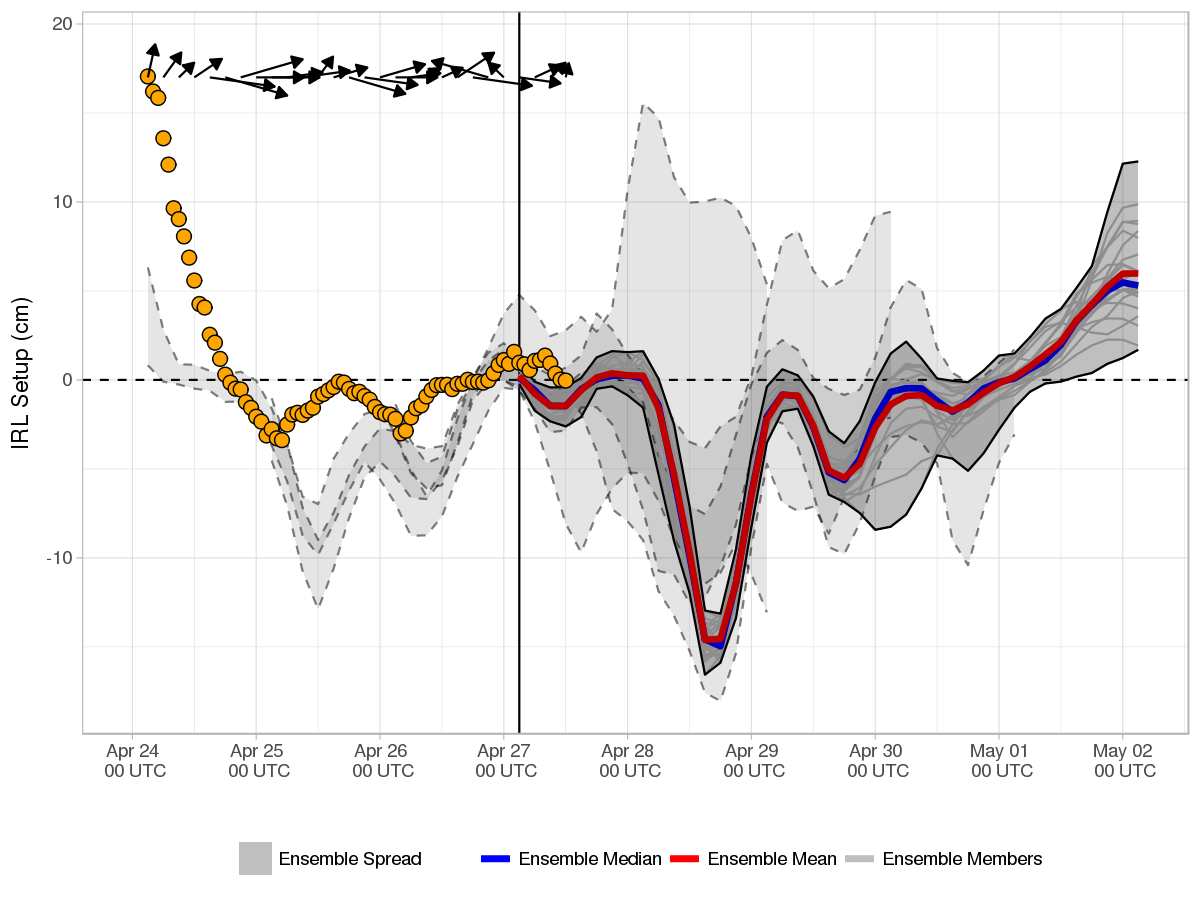 IRL Setup (cm)
20
10
0
-10
Apr 24 Apr 25 Apr 26 Apr 27 Apr 28 Apr 29 Apr 30 May 01 May 02
00 UTC 00 UTC 00 UTC 00 UTC 00 UTC 00 UTC 00 UTC 00 UTC 00 UTC
Ensemble Spread Ensemble Median Ensemble Mean Ensemble Members